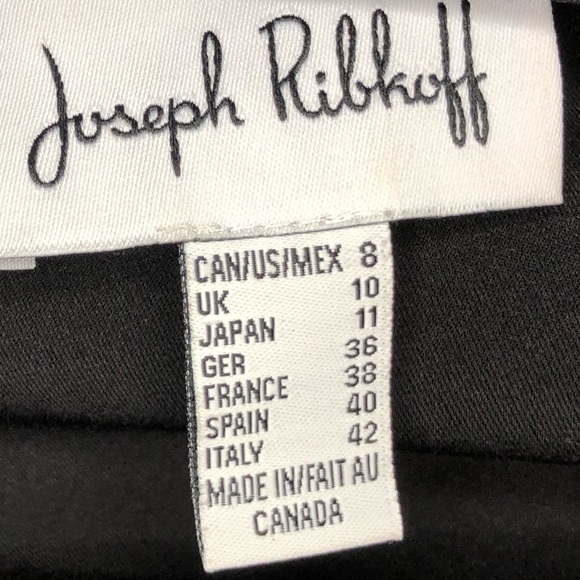 Joseph Ribkoff
CAN/US/MEX 8
UK 10
JAPAN 11
GER 36
FRANCE 38
SPAIN 40
ITALY 42
MADE IN/FAIT AU
CANADA